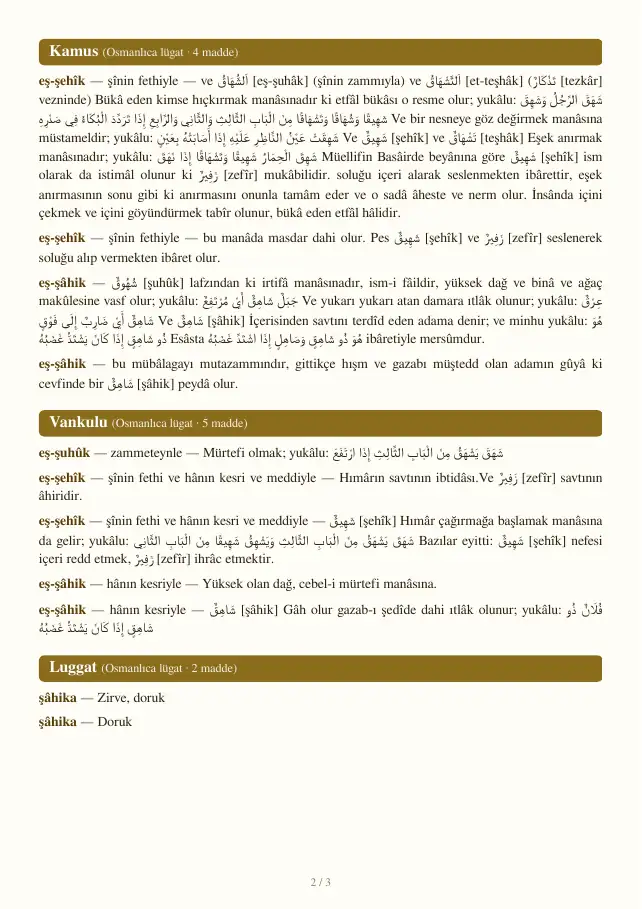 Kamus (Osmanlıca lügat · 4 madde)
eş-şehîk — şînin fethiyle — ve اَلشُّهَاقُ [eş-şuhâk] (şînin zammıyla) ve اَلتَّشْهَاقُ [et-teşhâk] (تَذْكَارٌ [tezkâr]
vezninde) Bükâ eden kimse hıçkırmak manâsınadır ki etfâl bükâsı o resme olur; yukâlu: شَهَقَ الرَّجُلُ وَشَهِقَ
شَهِيقًا وَشُهَاقًا وَتَشْهَاقًا مِنَ الْبَابِ الثَّالِثِ وَالثَّانِي وَالرَّابِعِ إِذَا تَرَدَّدَ الْبُكَاءُ فِي صَدْرِهِ Ve bir nesneye göz değirmek manâsına
müstameldir; yukâlu: شَهِقَتْ عَيْنُ النَّاظِرِ عَلَيْهِ إِذَا أَصَابَتْهُ بِعَيْنٍ Ve شَهِيقٌ [şehîk] ve تَشْهَاقٌ [teşhâk] Eşek anırmak
manâsınadır; yukâlu: شَهِقَ الْحِمَارُ شَهِيقًا وَتَشْهَاقًا إِذَا نَهَقَ Müellifin Basâirde beyânına göre شَهِيقٌ [şehîk] ism
olarak da istimâl olunur ki زَفِيرٌ [zefîr] mukâbilidir. soluğu içeri alarak seslenmekten ibârettir, eşek
anırmasının sonu gibi ki anırmasını onunla tamâm eder ve o sadâ âheste ve nerm olur. İnsânda içini
çekmek ve içini göyündürmek tabîr olunur, bükâ eden etfâl hâlidir.
eş-şehîk — şînin fethiyle — bu manâda masdar dahi olur. Pes شَهِيقٌ [şehîk] ve زَفِيرٌ [zefîr] seslenerek
soluğu alıp vermekten ibâret olur.
eş-şâhik — شُهُوقٌ [şuhûk] lafzından ki irtifâ manâsınadır, ism-i fâildir, yüksek dağ ve binâ ve ağaç
makûlesine vasf olur; yukâlu: جَبَلٌ شَاهِقٌ أَيْ مُرْتَفِعٌ Ve yukarı yukarı atan damara ıtlâk olunur; yukâlu: عِرْقٌ
شَاهِقٌ أَيْ ضَارِبٌ إِلَى فَوْقٍ Ve شَاهِقٌ [şâhik] İçerisinden savtını terdîd eden adama denir; ve minhu yukâlu: هُوَ
ذُو شَاهِقٍ إِذَا كَانَ يَشْتَدُّ غَضَبُهُ Esâsta هُوَ ذُو شَاهِقٍ وَصَاهِلٍ إِذَا اشْتَدَّ غَضَبُهُ ibâretiyle mersûmdur.
eş-şâhik — bu mübâlagayı mutazammındır, gittikçe hışm ve gazabı müştedd olan adamın gûyâ ki
cevfinde bir شَاهِقٌ [şâhik] peydâ olur.
Vankulu (Osmanlıca lügat · 5 madde)
eş-şuhûk — zammeteynle — Mürtefi olmak; yukâlu: شَهَقَ يَشْهَقُ مِنَ الْبَابِ الثَّالِثِ إِذَا ارْتَفَعَ
eş-şehîk — şînin fethi ve hânın kesri ve meddiyle — Hımârın savtının ibtidâsı.Ve زَفِيرٌ [zefîr] savtının
âhiridir.
eş-şehîk — şînin fethi ve hânın kesri ve meddiyle — شَهِيقٌ [şehîk] Hımâr çağırmağa başlamak manâsına
da gelir; yukâlu: شَهَقَ يَشْهَقُ مِنَ الْبَابِ الثَّالِثِ وَيَشْهِقُ شَهِيقًا مِنَ الْبَابِ الثَّانِي Bazılar eyitti: شَهِيقٌ [şehîk] nefesi
içeri redd etmek, زَفِيرٌ [zefîr] ihrâc etmektir.
eş-şâhik — hânın kesriyle — Yüksek olan dağ, cebel-i mürtefi manâsına.
eş-şâhik — hânın kesriyle — شَاهِقٌ [şâhik] Gâh olur gazab-ı şedîde dahi ıtlâk olunur; yukâlu: فُلَانٌ ذُو
شَاهِقٍ إِذَا كَانَ يَشْتَدُّ غَضَبُهُ
Luggat (Osmanlıca lügat · 2 madde)
şâhika — Zirve, doruk
şâhika — Doruk
2 / 3